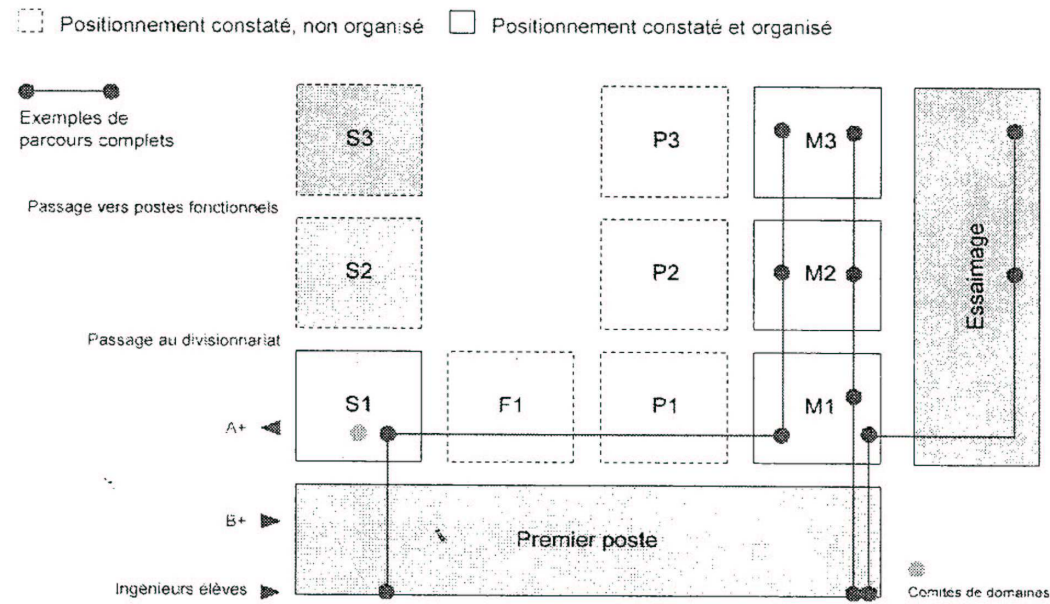 Positionnement constaté, non organisé Positionnement constaté et organisé
Exemples de
parcours complets
S3 P3 M3
Passage vers postes fonctionnels
S2 P2 M2
Essaimage
Passage au divisionnariat
S1 F1 P1 M1
A+
B+
Premier poste
Ingénieurs élèves
Comités de domaines